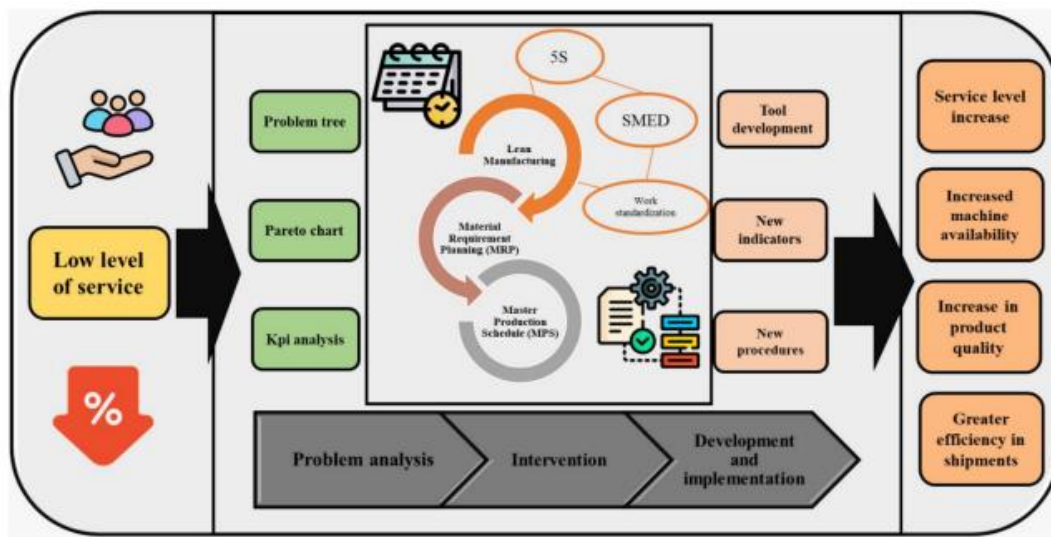 Low level
of service
%
Problem tree
Pareto chart
Kpi analysis
5S
SMED
Work
standardization
Lean
Manufacturing
Material
Requirement
Planning (MRP)
Master
Production
Schedule (MPS)
Tool
development
New
indicators
New
procedures
Problem analysis
Intervention
Development
and
implementation
Service level
increase
Increased
machine
availability
Increase in
product
quality
Greater
efficiency in
shipments